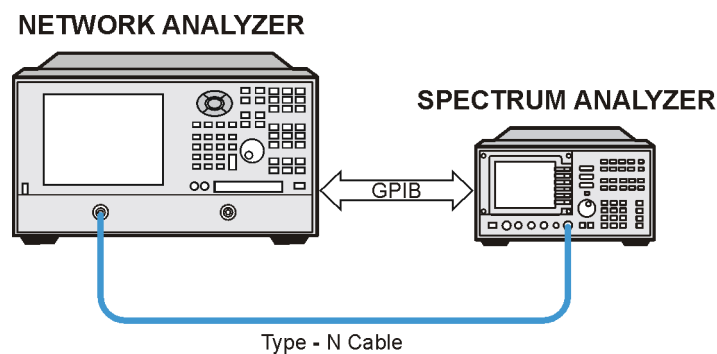 NETWORK ANALYZER
SPECTRUM ANALYZER
GPIB
Type - N Cable